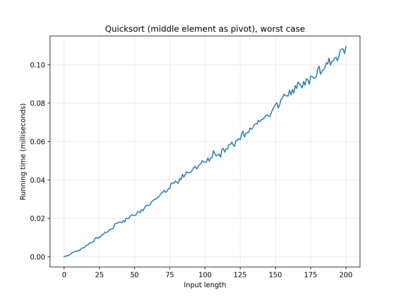 Quicksort (middle element as pivot), worst case
Running time (milliseconds)
0.10
0.08
0.06
0.04
0.02
0.00
0 25 50 75 100 125 150 175 200
Input length